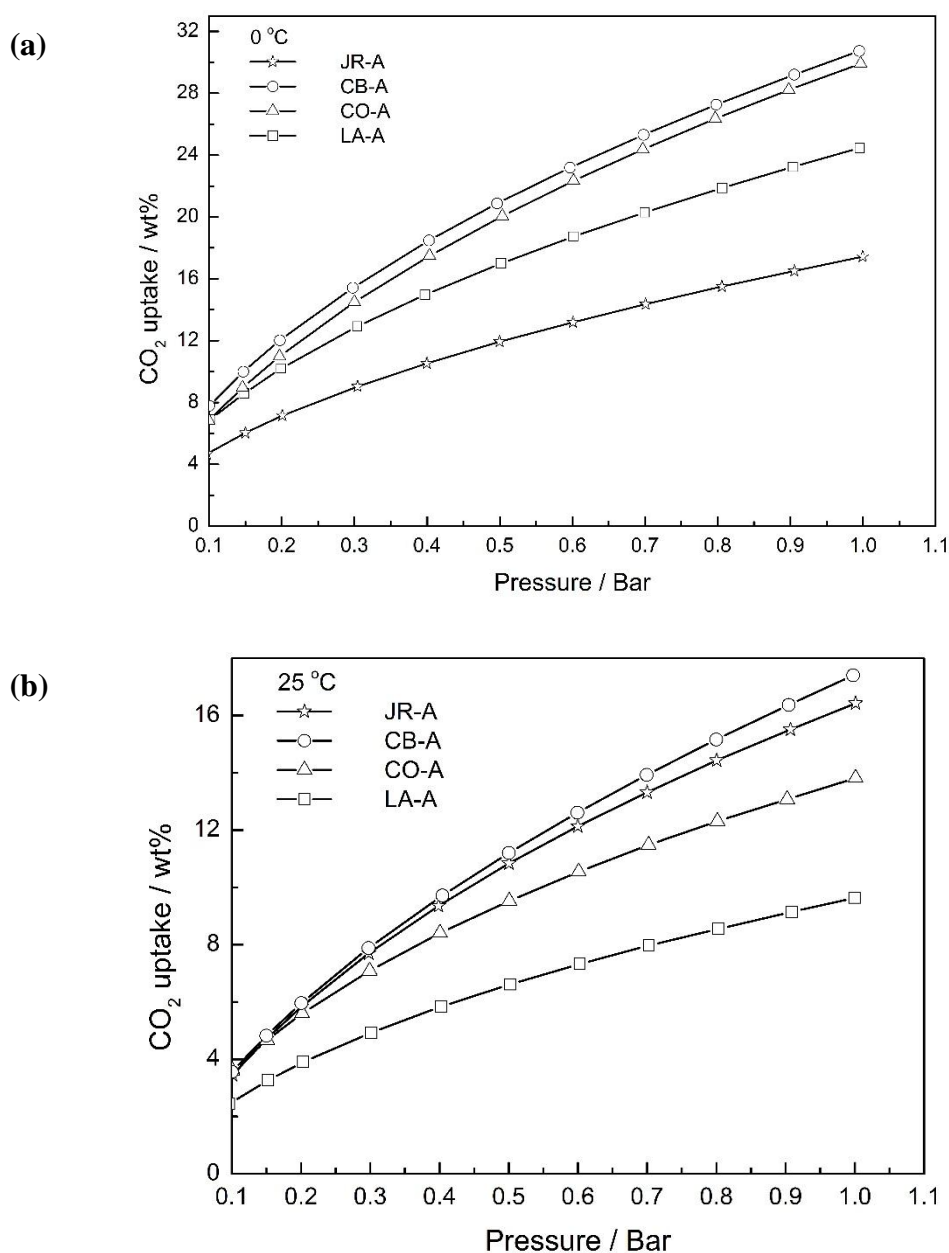 (a)
0 °C
JR-A
CB-A
CO-A
LA-A
32
28
24
20
16
12
8
4
0
CO2 uptake / wt%
0.1 0.2 0.3 0.4 0.5 0.6 0.7 0.8 0.9 1.0 1.1
Pressure / Bar
(b)
25 °C
JR-A
CB-A
CO-A
LA-A
16
12
8
4
0
CO2 uptake / wt%
0.1 0.2 0.3 0.4 0.5 0.6 0.7 0.8 0.9 1.0 1.1
Pressure / Bar